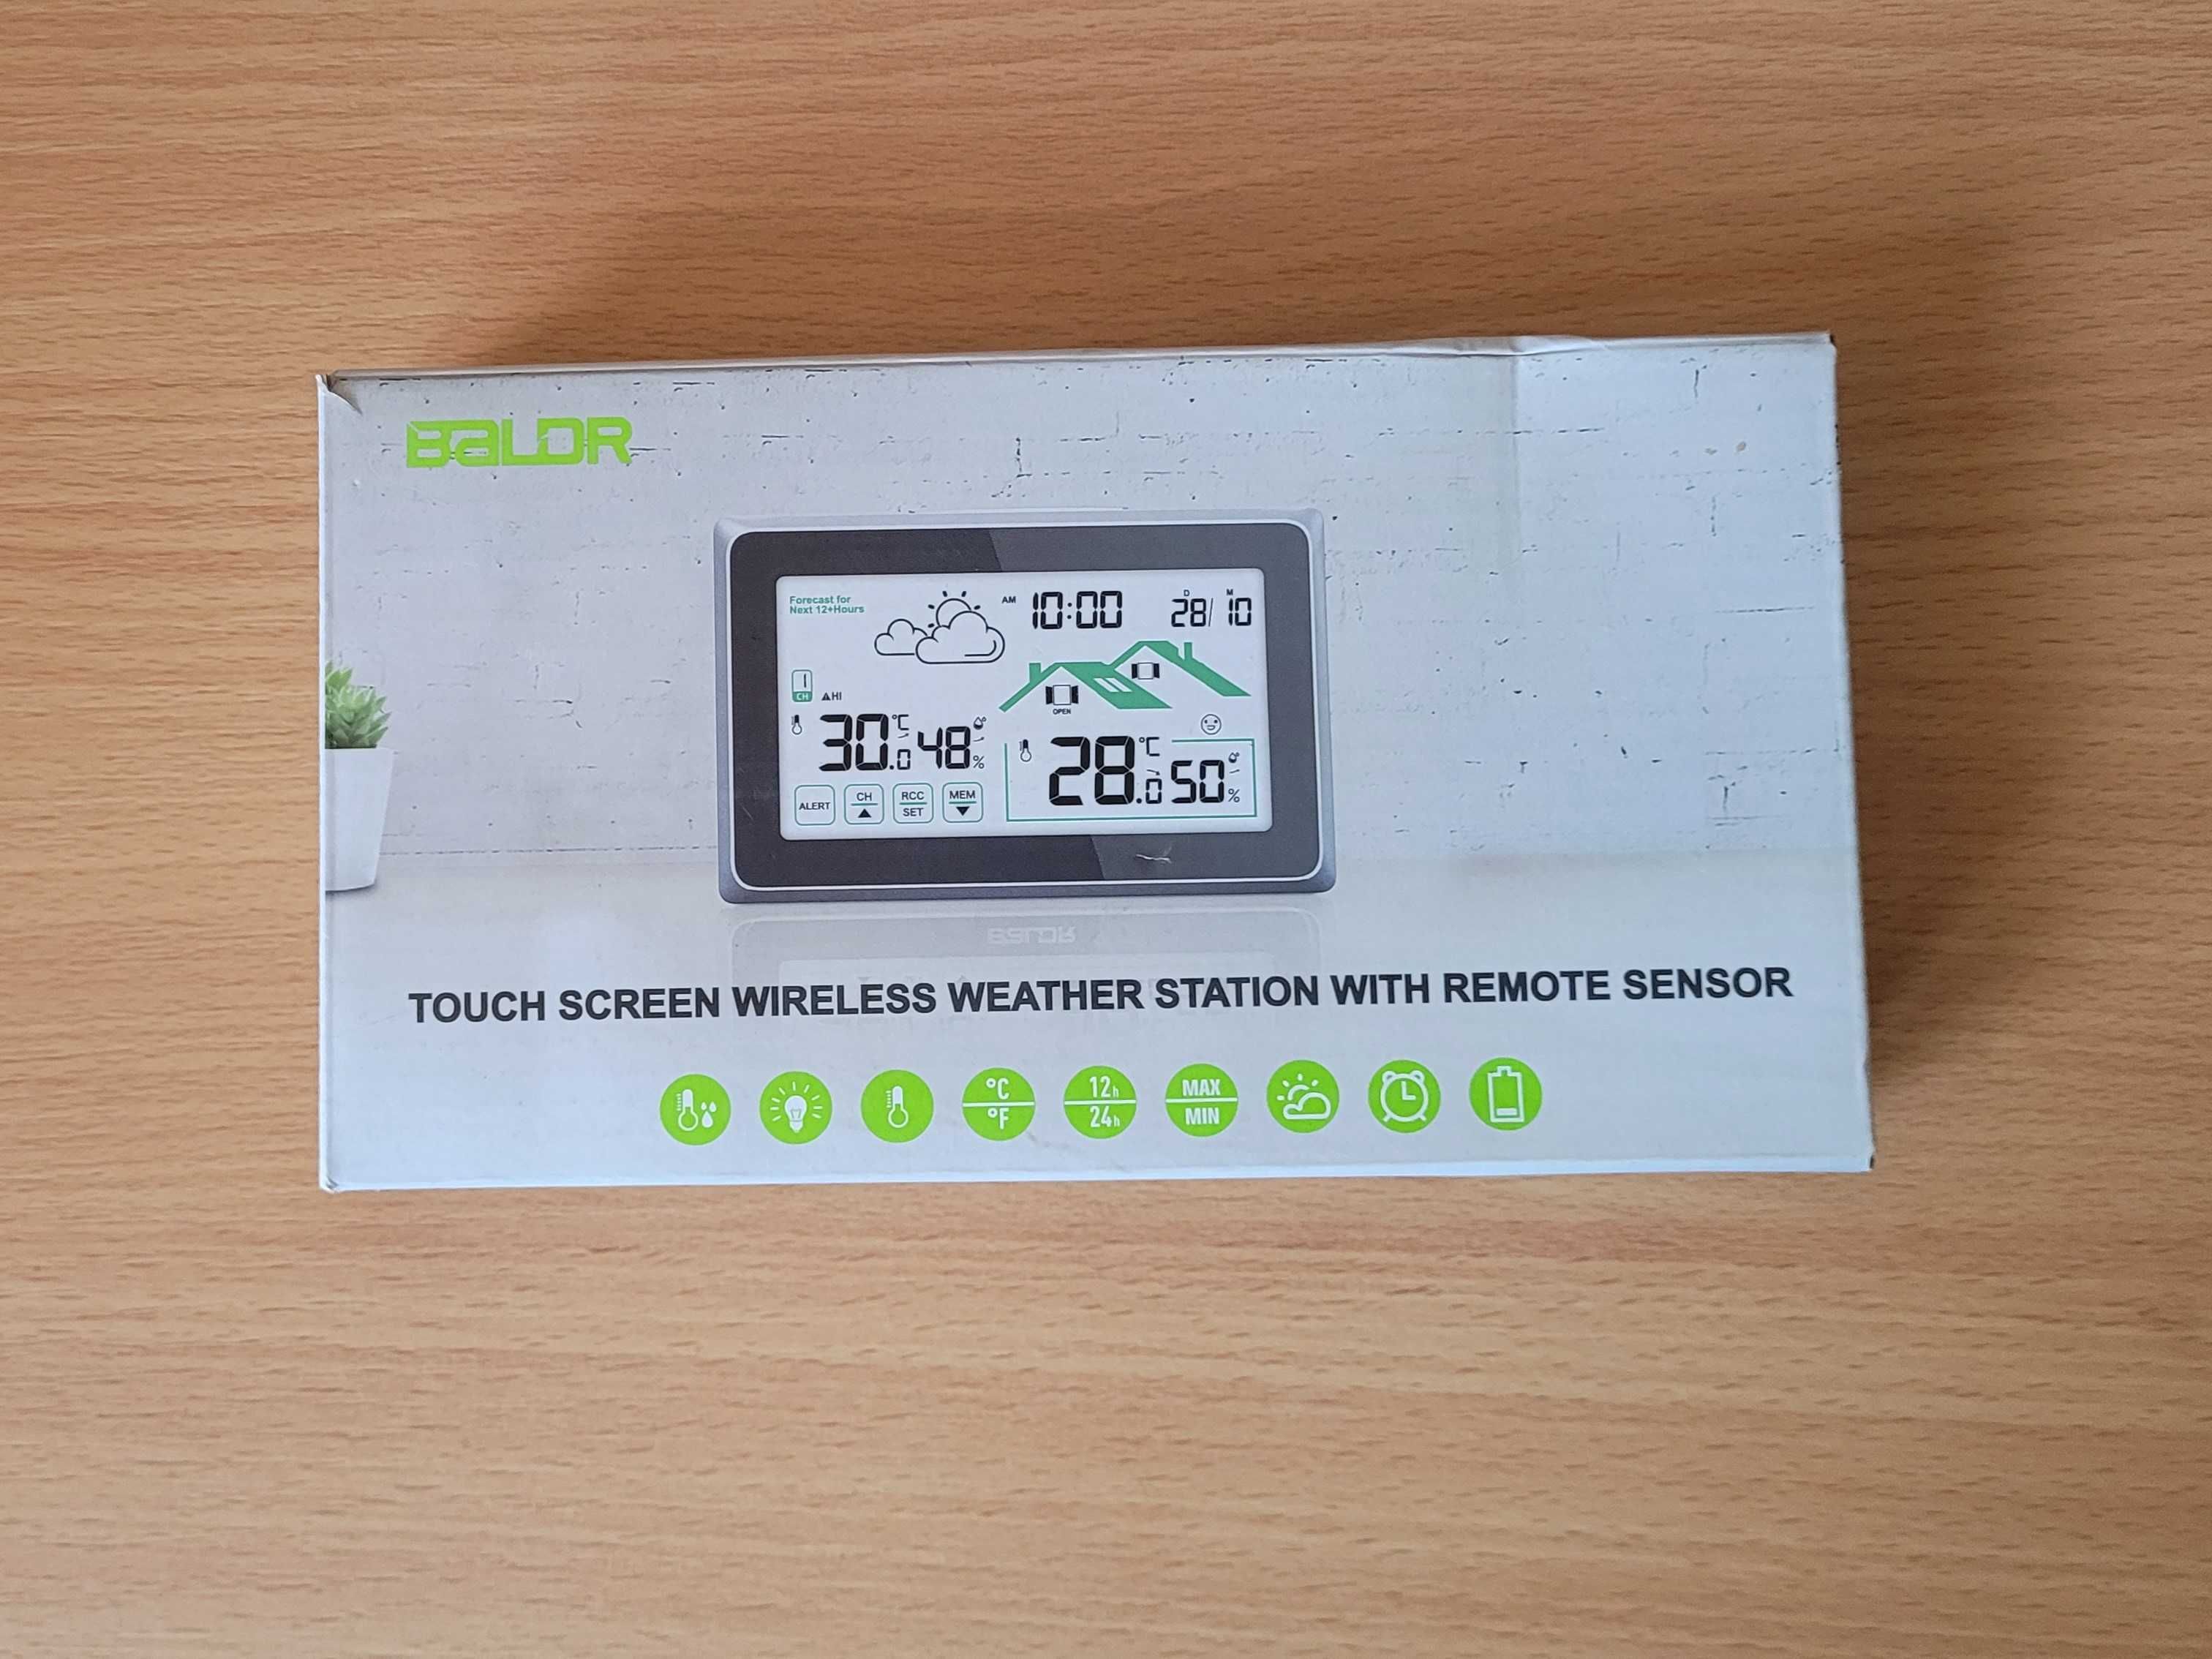 BALDR
Forecast for
Next 12+Hours
AM 10:00
D M
28/ 10
1
CH
HI
OPEN
30.0 °C 48 %
28.0 °C 50 %
ALERT
CH
RCC
SET
MEM
BALDR
TOUCH SCREEN WIRELESS WEATHER STATION WITH REMOTE SENSOR
°C
°F
12h
24h
MAX
MIN